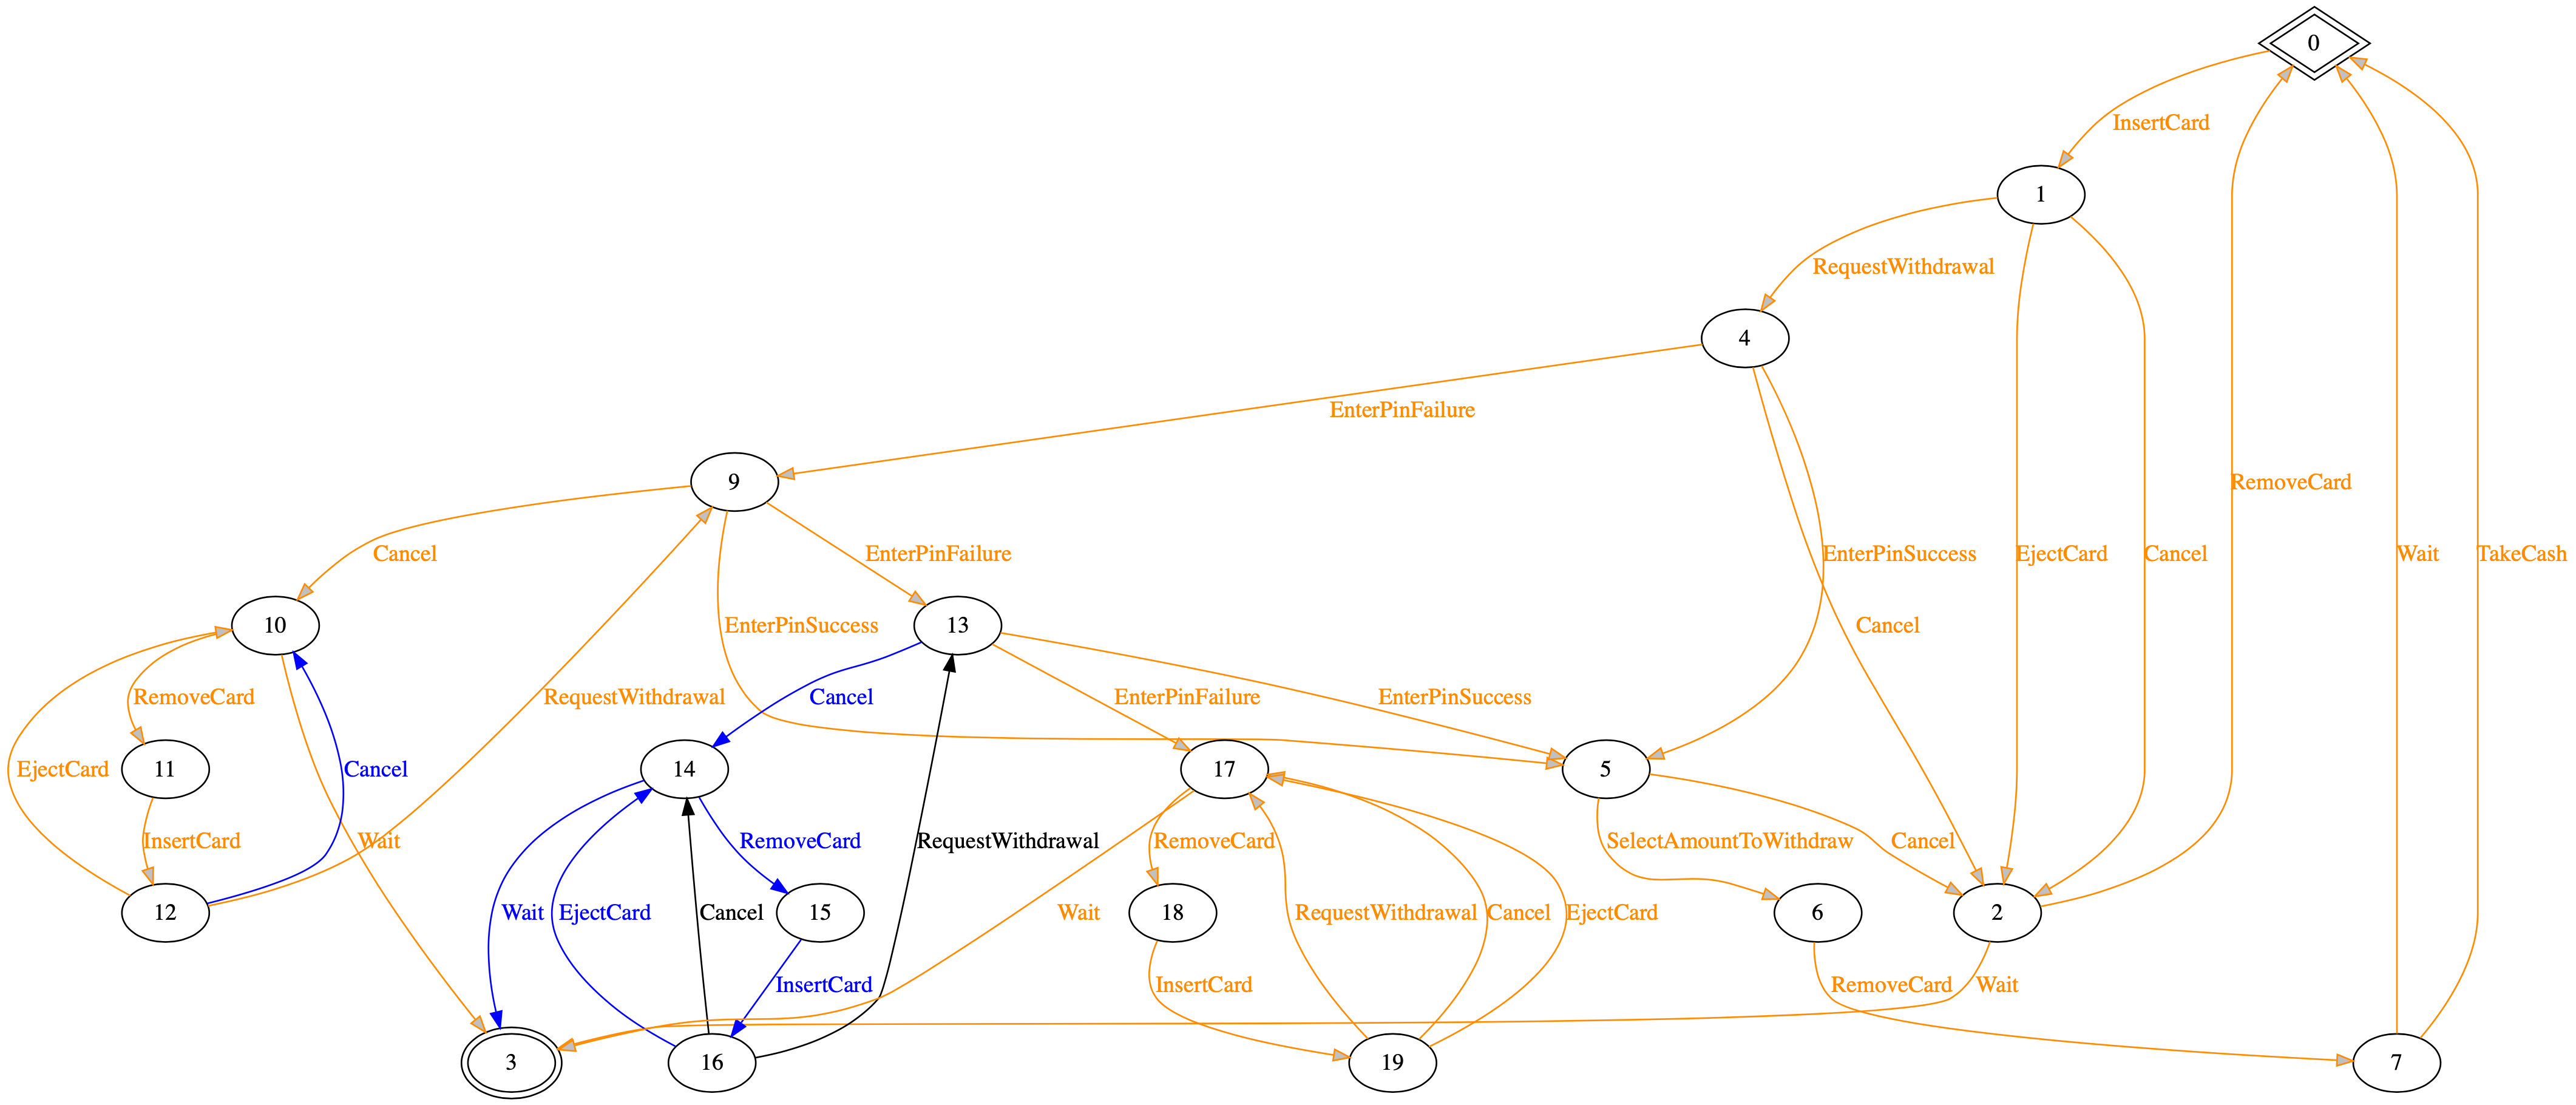 0
InsertCard
1
RequestWithdrawal
4
EnterPinFailure
9
RemoveCard
Cancel
EnterPinFailure
EnterPinSuccess
EjectCard
Cancel
Wait
TakeCash
10
13
EnterPinSuccess
Cancel
RemoveCard
RequestWithdrawal
Cancel
EnterPinFailure
EnterPinSuccess
EjectCard
11
Cancel
14
17
5
InsertCard
Wait
RemoveCard
RequestWithdrawal
RemoveCard
SelectAmountToWithdraw
Cancel
12
Wait
EjectCard
Cancel
15
Wait
18
RequestWithdrawal
Cancel
EjectCard
6
2
InsertCard
InsertCard
RemoveCard
Wait
3
16
19
7